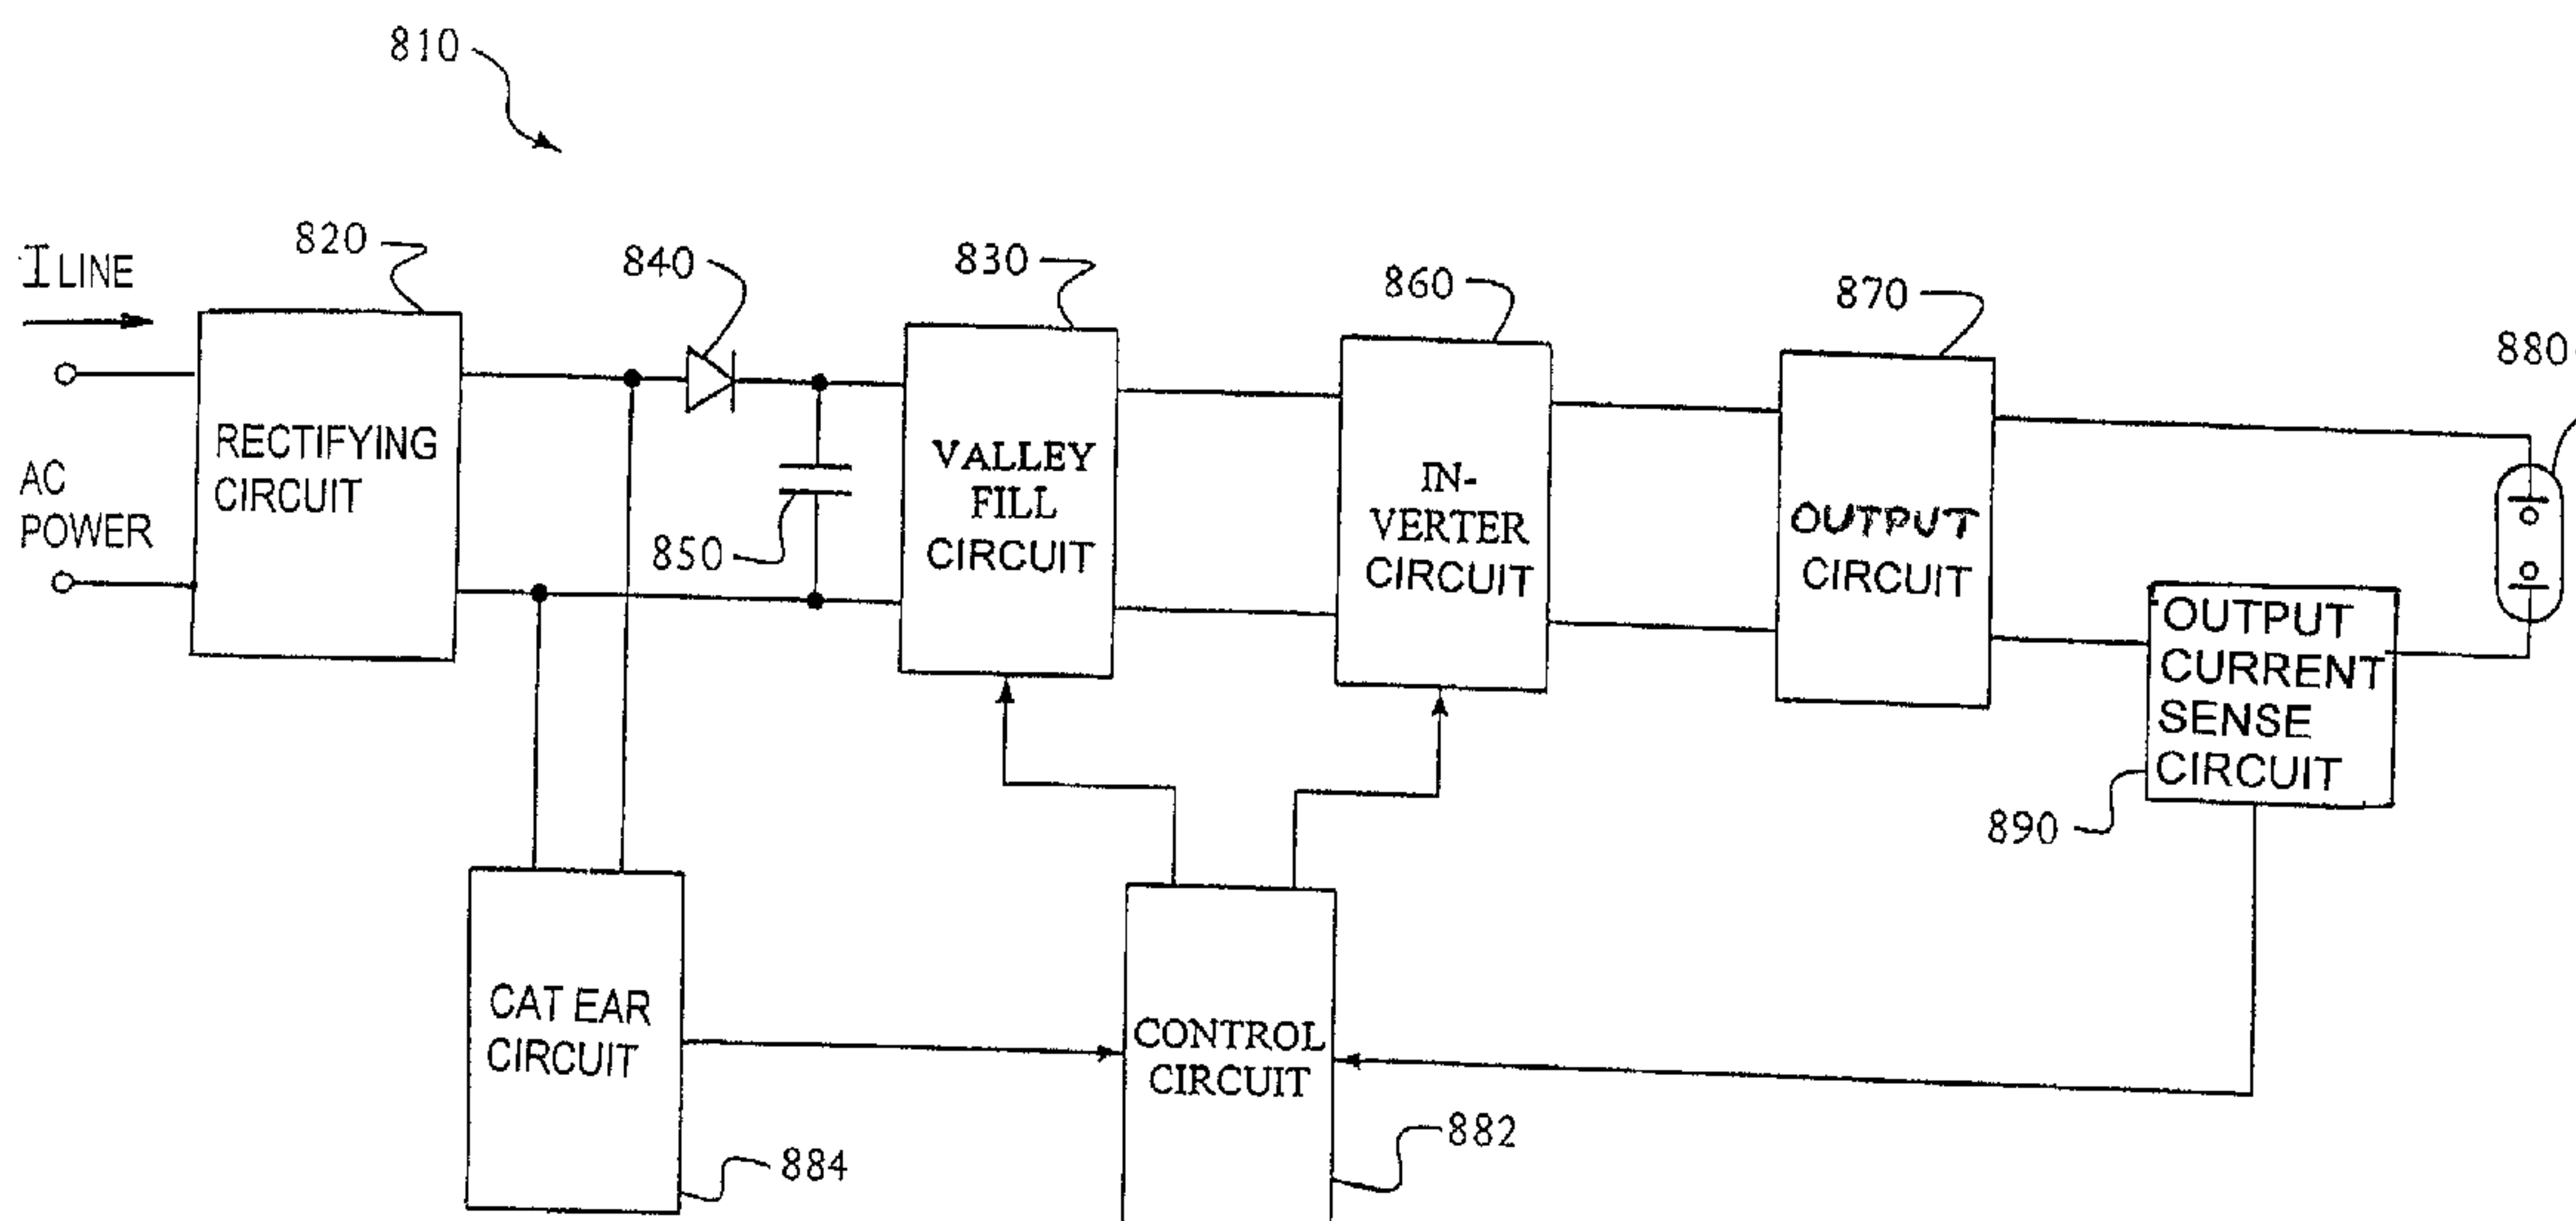 810
I LINE
820
840
830
860
870
880
RECTIFYING
CIRCUIT
AC
POWER
850
VALLEY
FILL
CIRCUIT
IN-
VERTER
CIRCUIT
OUTPUT
CIRCUIT
OUTPUT
CURRENT
SENSE
CIRCUIT
890
CAT EAR
CIRCUIT
884
CONTROL
CIRCUIT
882